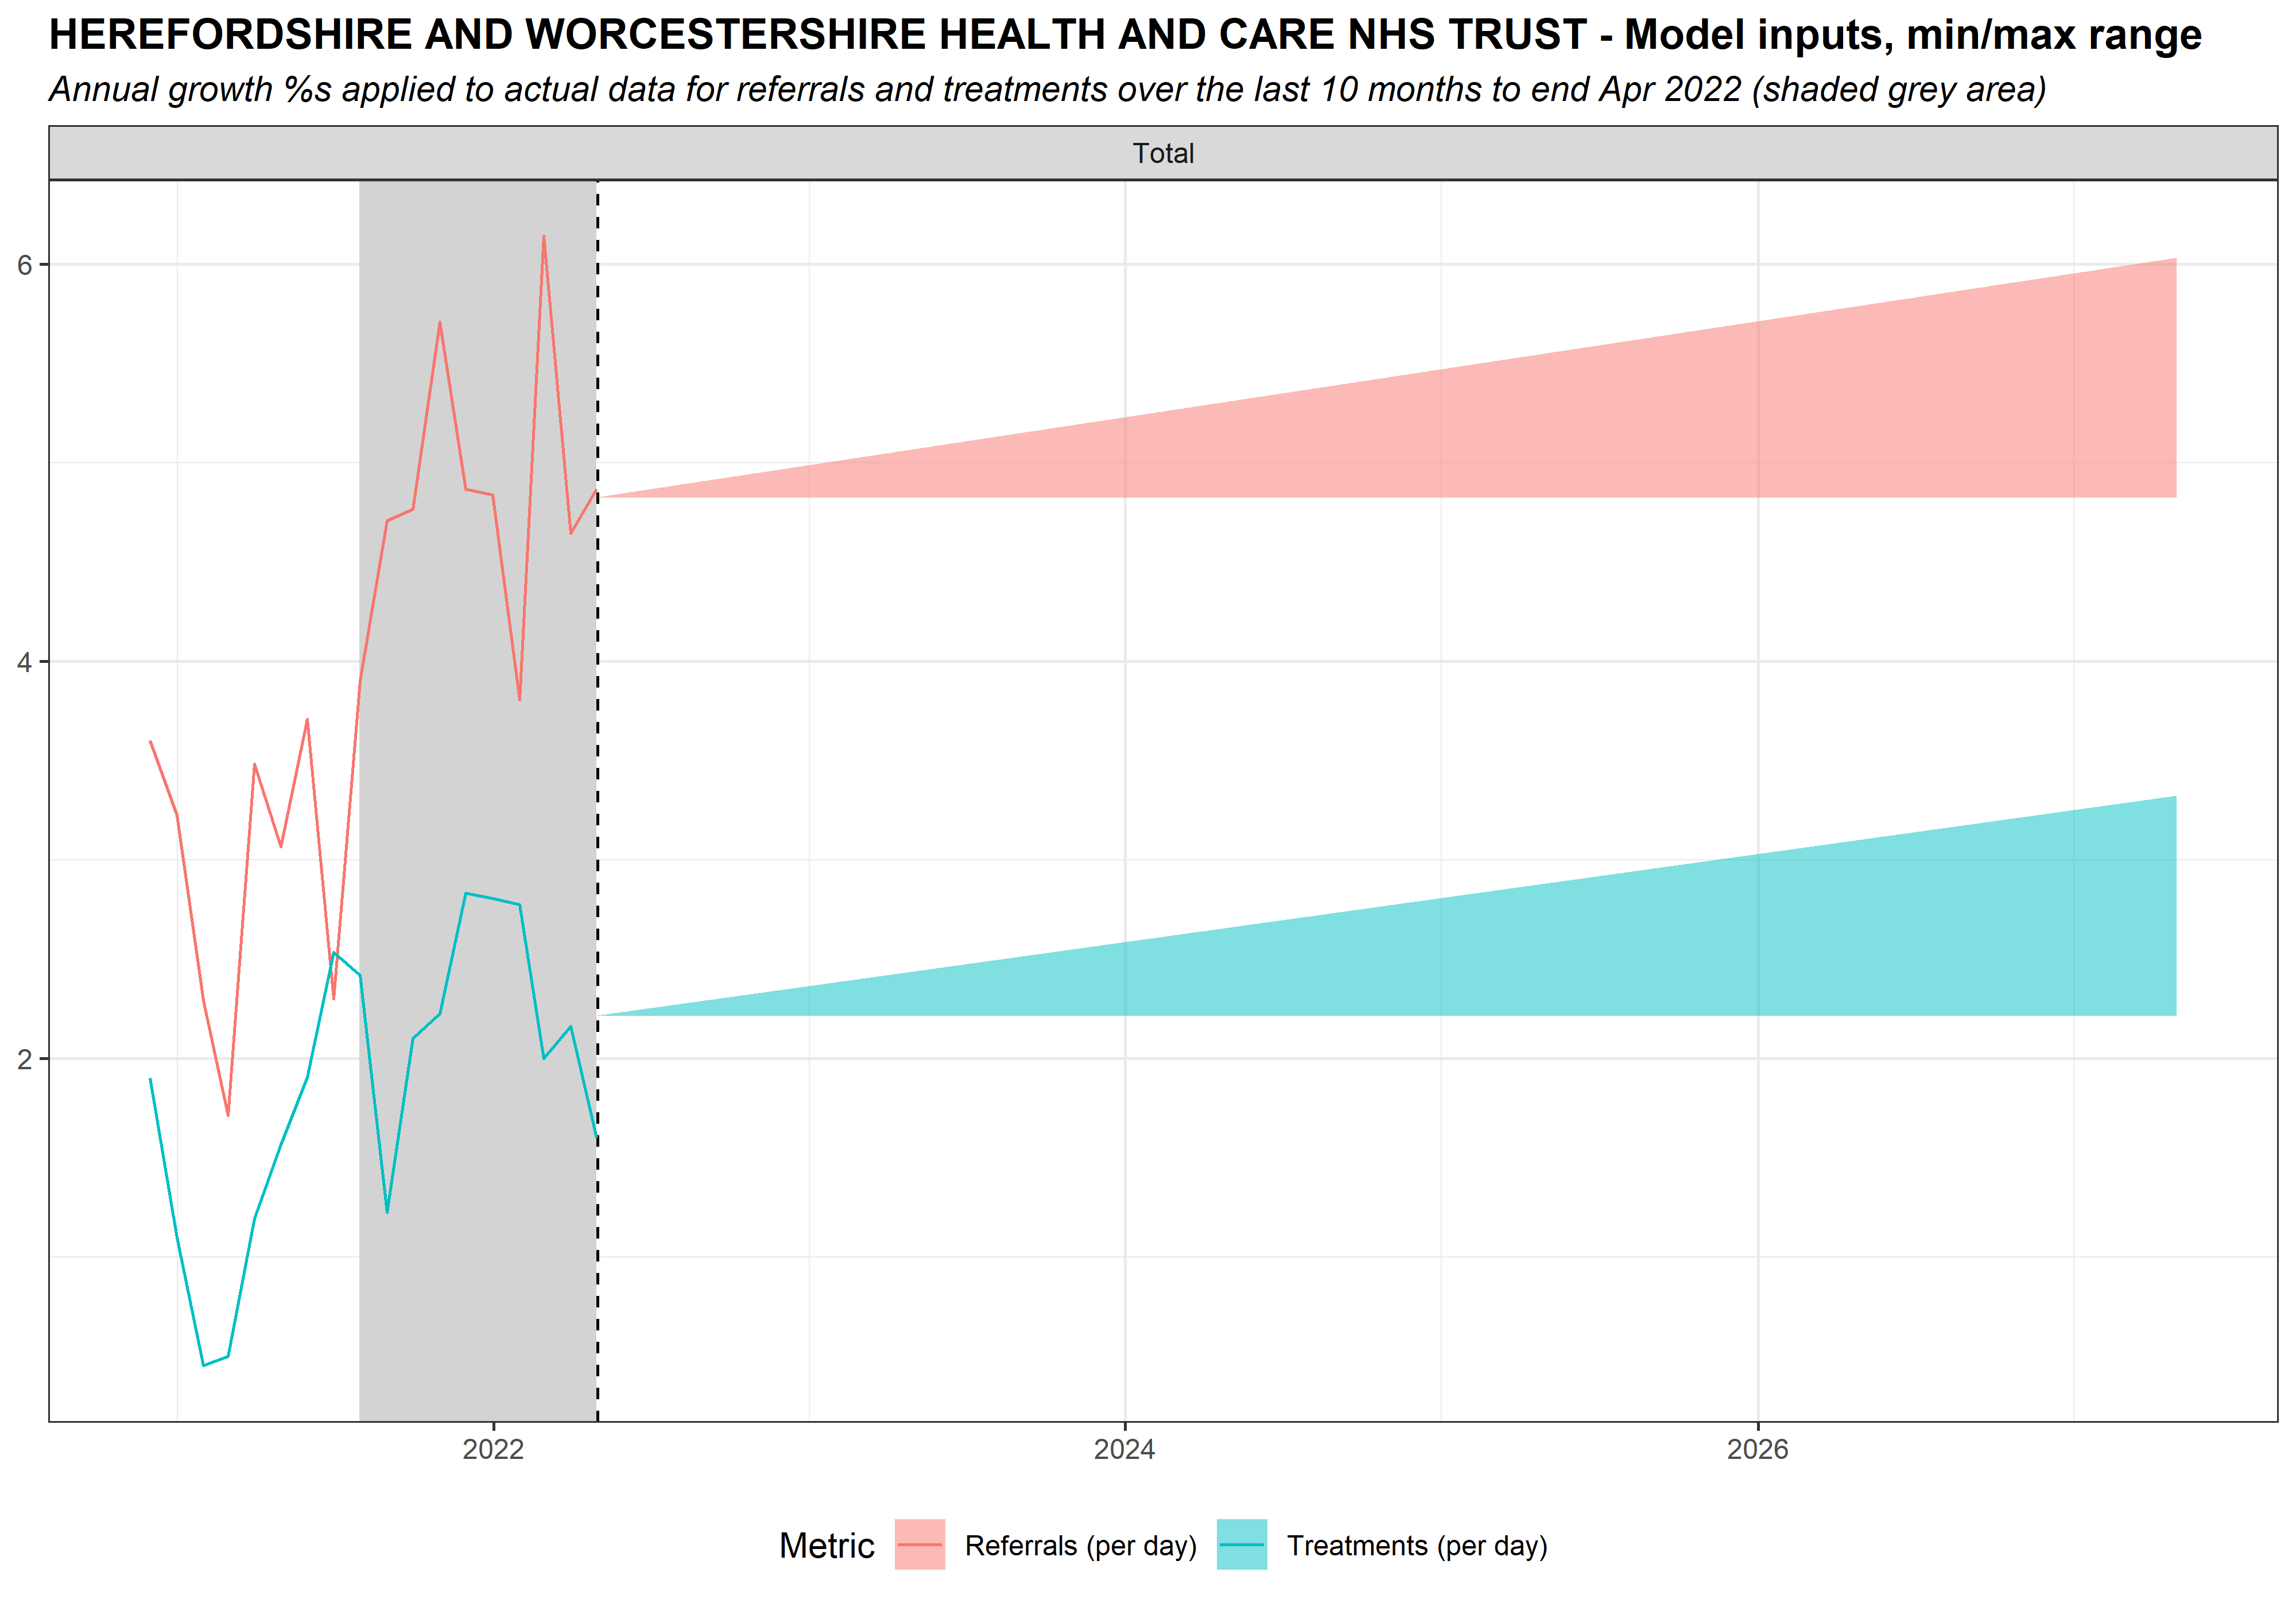 HEREFORDSHIRE AND WORCESTERSHIRE HEALTH AND CARE NHS TRUST - Model inputs, min/max range
Annual growth %s applied to actual data for referrals and treatments over the last 10 months to end Apr 2022 (shaded grey area)
Total
6
4
2
2022 2024 2026
Metric Referrals (per day) Treatments (per day)